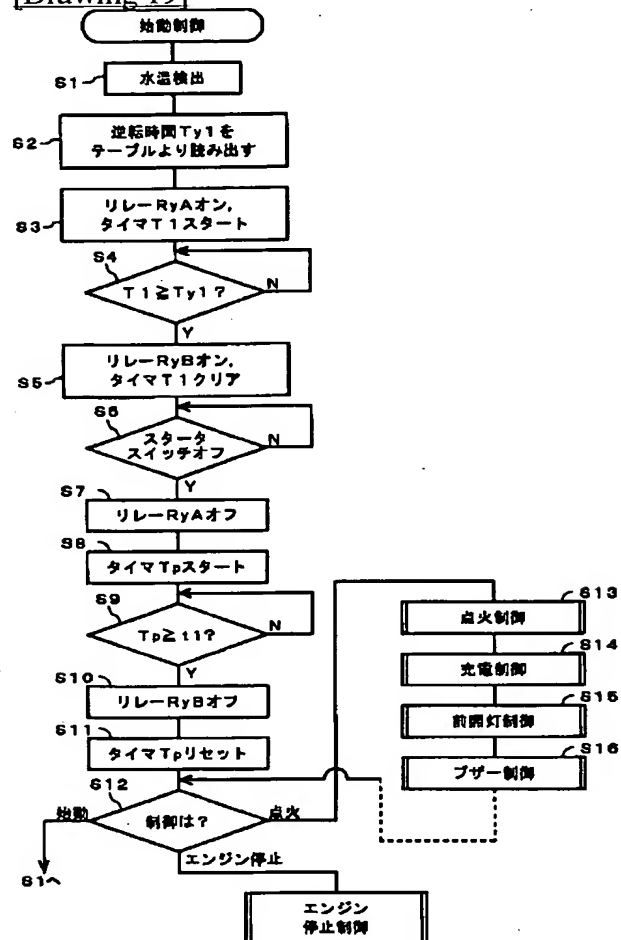 [Drawing 19]
始動制御
S1
水温検出
S2
逆転時間Ty1を
テーブルより読み出す
S3
リレーRyAオン,
タイマT1スタート
S4
T1≧Ty1?
N
Y
S5
リレーRyBオン,
タイマT1クリア
S6
スタータ
スイッチオフ
N
Y
S7
リレーRyAオフ
S8
タイマTpスタート
S9
Tp≧t1?
N
Y
S10
リレーRyBオフ
S11
タイマTpリセット
S12
制御は?
始動
点火
S1へ
エンジン停止
エンジン
停止制御
S13
点火制御
S14
充電制御
S15
前照灯制御
S16
ブザー制御